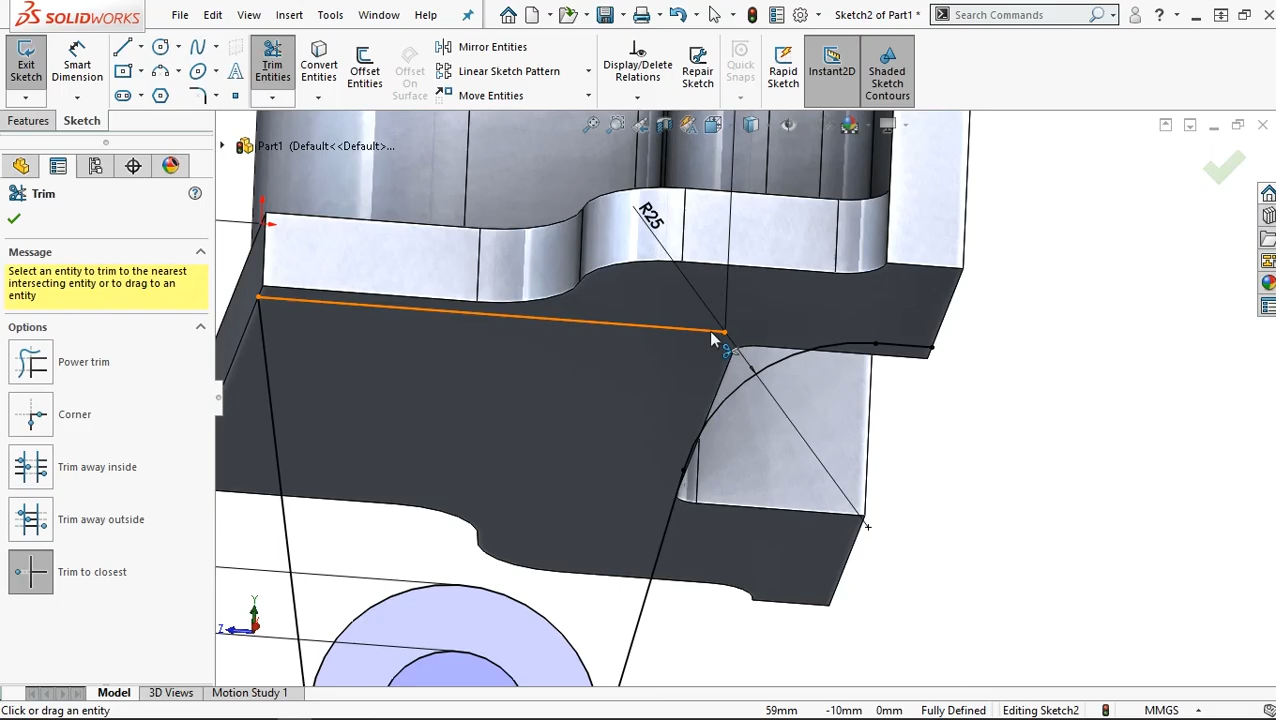 SOLIDWORKS
File Edit View Insert Tools Window Help
Sketch2 of Part1 *
Search Commands
Exit Sketch
Smart Dimension
Trim Entities
Convert Entities
Offset Entities
Offset On Surface
Mirror Entities
Linear Sketch Pattern
Move Entities
Display/Delete Relations
Repair Sketch
Quick Snaps
Rapid Sketch
Instant2D
Shaded Sketch Contours
Features Sketch
Part1 (Default<<Default>...
Trim
Message
Select an entity to trim to the nearest
intersecting entity or to drag to an
entity
Options
Power trim
Corner
Trim away inside
Trim away outside
Trim to closest
R25
Y
Z
Model 3D Views Motion Study 1
Click or drag an entity
59mm -10mm 0mm Fully Defined Editing Sketch2 MMGS